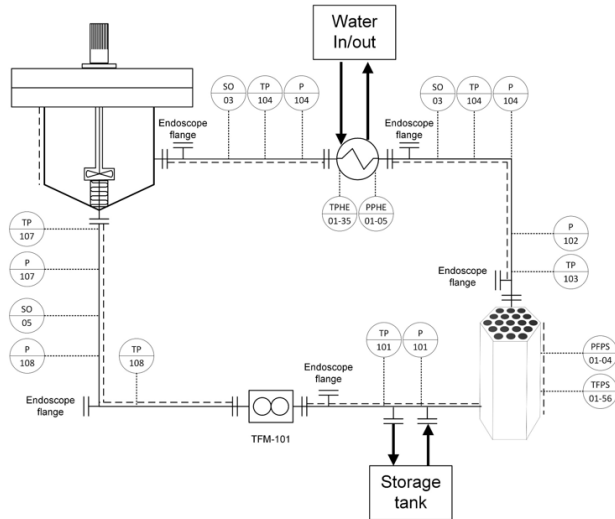 Water
In/out
SO
03
TP
104
P
104
SO
03
TP
104
P
104
Endoscope
flange
Endoscope
flange
TPHE
01-35
PPHE
01-05
TP
107
P
107
SO
05
P
108
P
102
TP
103
Endoscope
flange
TP
108
TP
101
P
101
PFPS
01-04
TFPS
01-56
Endoscope
flange
Endoscope
flange
TFM-101
Storage
tank